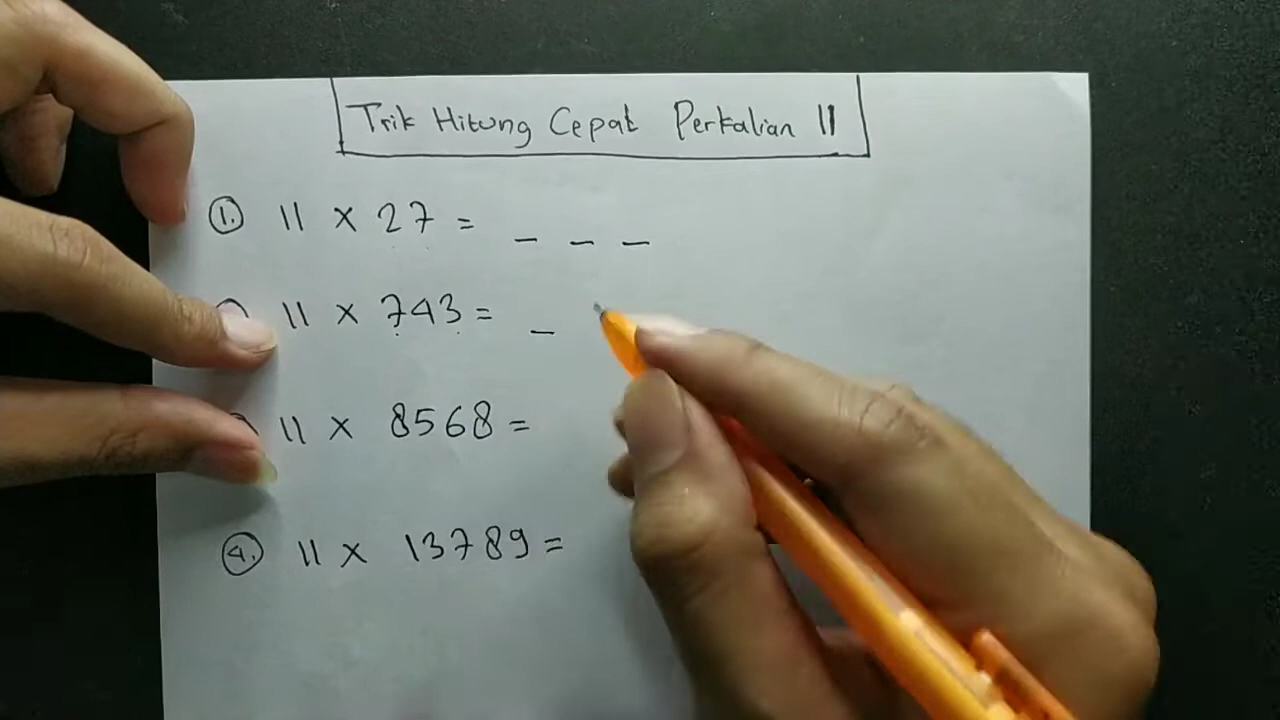 Trik Hitung Cepat Perkalian 11
1. 11 x 27 = _ _ _
11 x 743 = _
11 x 8568 =
4. 11 x 13789 =